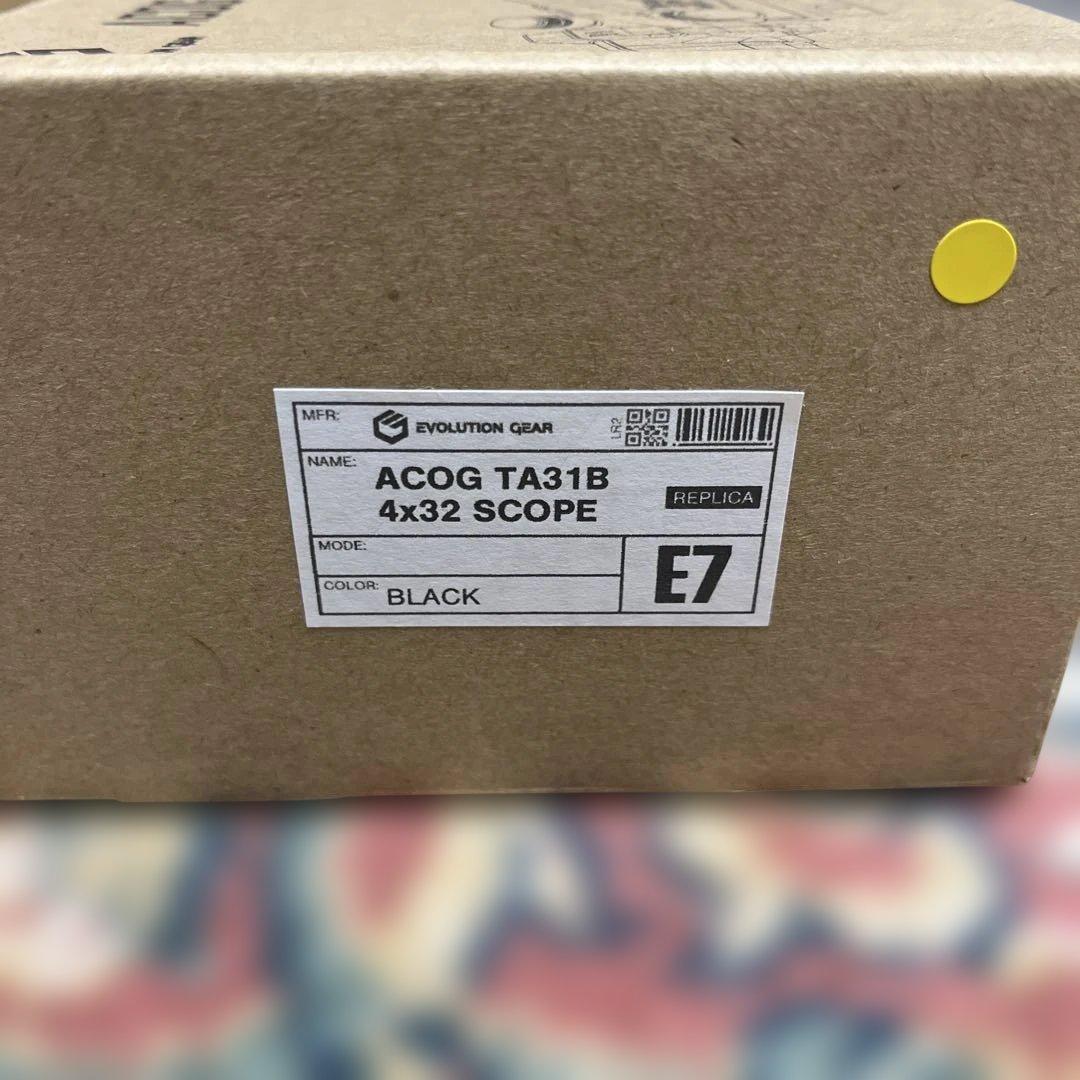 MFR:
EVOLUTION GEAR
LR2
NAME:
ACOG TA31B
4x32 SCOPE
REPLICA
MODE:
E7
COLOR:
BLACK